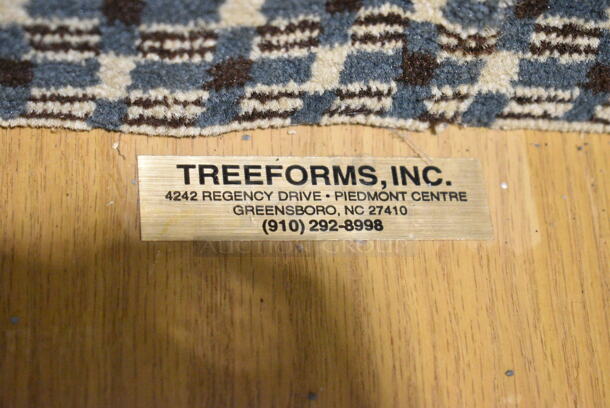 TREEFORMS, INC.
4242 REGENCY DRIVE • PIEDMONT CENTRE
GREENSBORO, NC 27410
(910) 292-8998